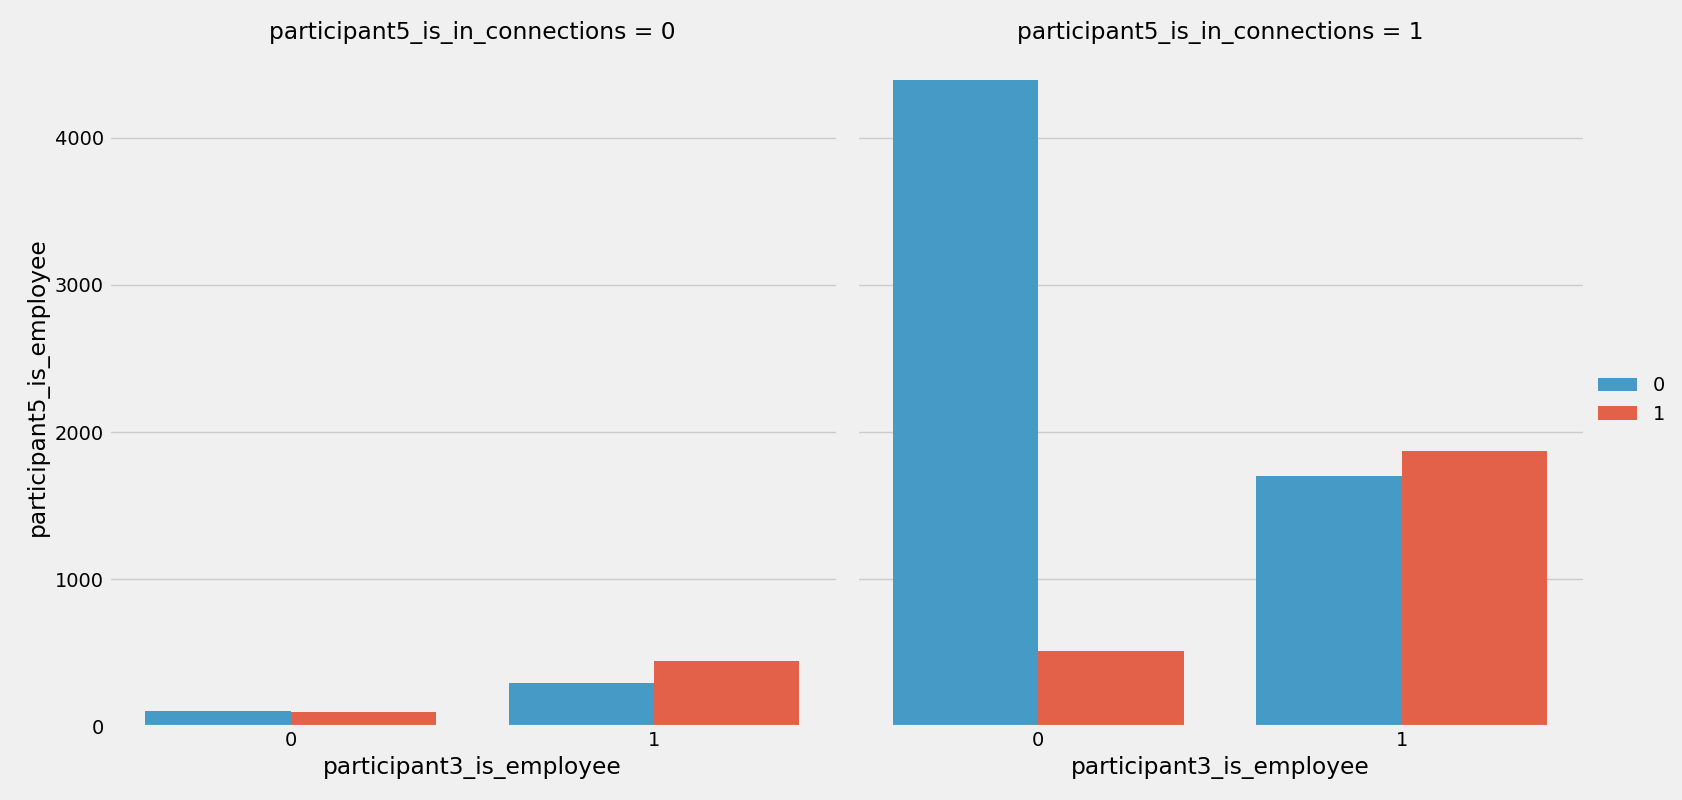 participant5_is_in_connections = 0
participant5_is_in_connections = 1
participant5_is_employee
4000
3000
2000
1000
0
0
1
0
1
participant3_is_employee
participant3_is_employee
0
1